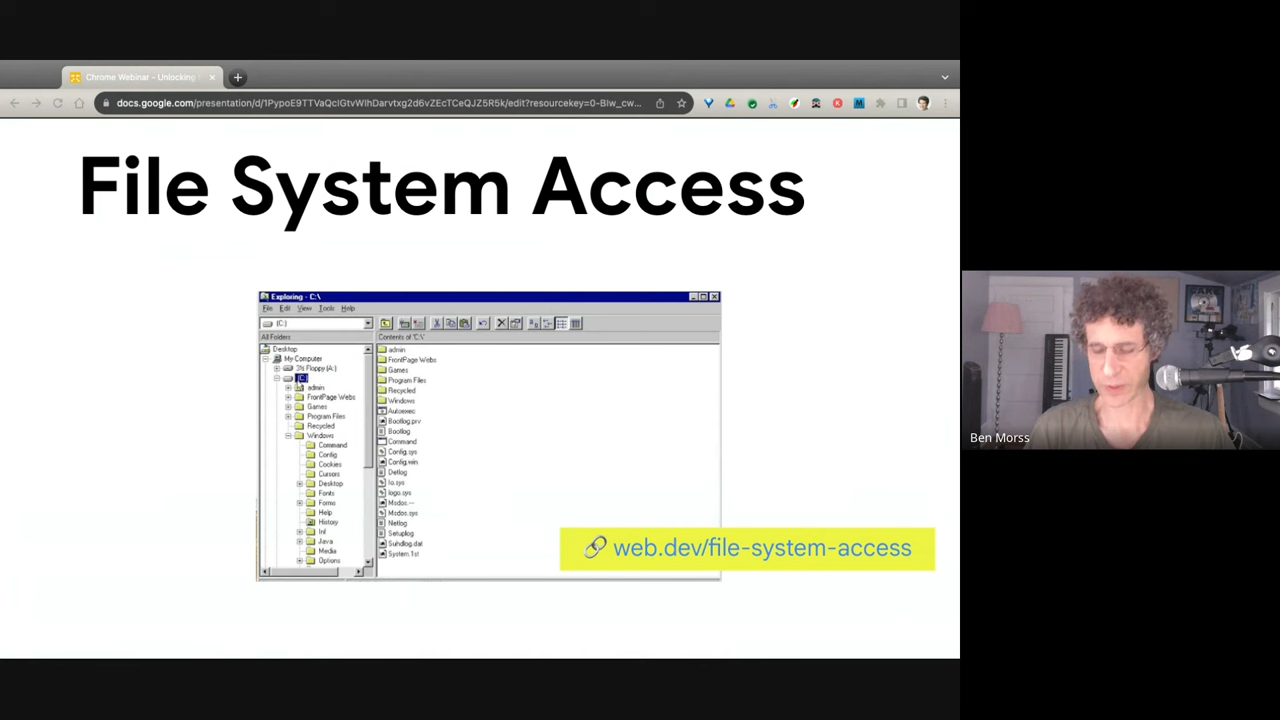 Chrome Webinar - Unlocking
docs.google.com/presentation/d/1PypoE9TTVaQcIGtvWlhDarvtxg2d6vZEcTCeQJZ5R5k/edit?resourcekey=0-Blw_cw...
File System Access
Exploring - C:\
File Edit View Tools Help
(C:)
All Folders
Contents of 'C:\'
Desktop
My Computer
3½ Floppy (A:)
(C:)
admin
FrontPage Webs
Games
Program Files
Recycled
Windows
Command
Config
Cookies
Cursors
Desktop
Fonts
Forms
Help
History
Inf
Java
Media
Options
admin
FrontPage Webs
Games
Program Files
Recycled
Windows
Autoexec
Bootlog.prv
Bootlog
Command
Config.sys
Config.win
Detlog
Io.sys
logo.sys
Msdos.---
Msdos.sys
Netlog
Setuplog
Suhdlog.dat
System.1st
web.dev/file-system-access
Ben Morss